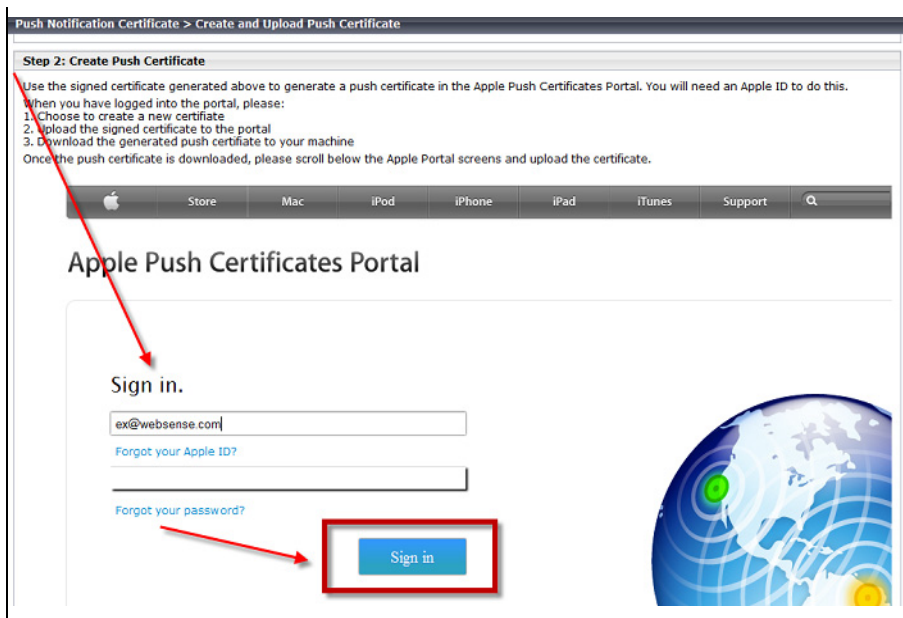 Push Notification Certificate > Create and Upload Push Certificate
Step 2: Create Push Certificate
Use the signed certificate generated above to generate a push certificate in the Apple Push Certificates Portal. You will need an Apple ID to do this.
When you have logged into the portal, please:
1. Choose to create a new certifiate
2. Upload the signed certificate to the portal
3. Download the generated push certifiate to your machine
Once the push certificate is downloaded, please scroll below the Apple Portal screens and upload the certificate.
Store Mac iPod iPhone iPad iTunes Support
Apple Push Certificates Portal
Sign in.
ex@websense.com
Forgot your Apple ID?
Forgot your password?
Sign in